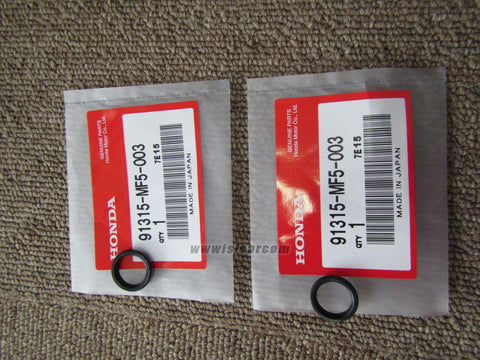 GENUINE PARTS
Honda Motor Co., Ltd.
HONDA
91315-MF5-003
7E15
QTY 1
MADE IN JAPAN
GENUINE PARTS
Honda Motor Co., Ltd.
HONDA
91315-MF5-003
7E15
QTY 1
MADE IN JAPAN